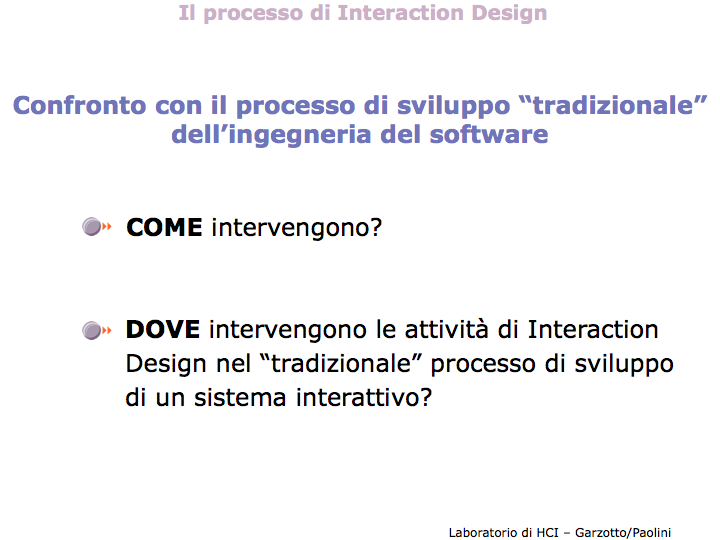 Il processo di Interaction Design
Confronto con il processo di sviluppo “tradizionale”
dell’ingegneria del software
COME intervengono?
DOVE intervengono le attività di Interaction
Design nel “tradizionale” processo di sviluppo
di un sistema interattivo?
Laboratorio di HCI – Garzotto/Paolini